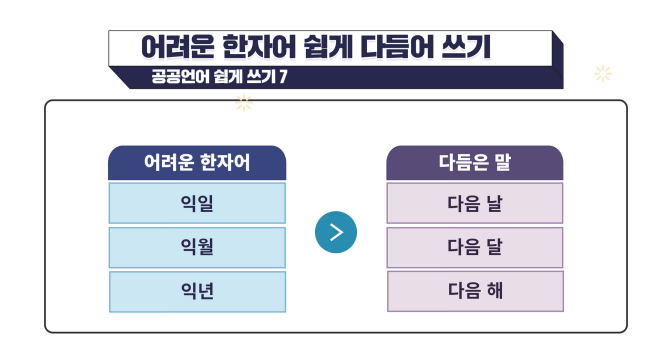 어려운 한자어 쉽게 다듬어 쓰기
공공언어 쉽게 쓰기 7
어려운 한자어
다듬은 말
익일
다음 날
익월
다음 달
익년
다음 해